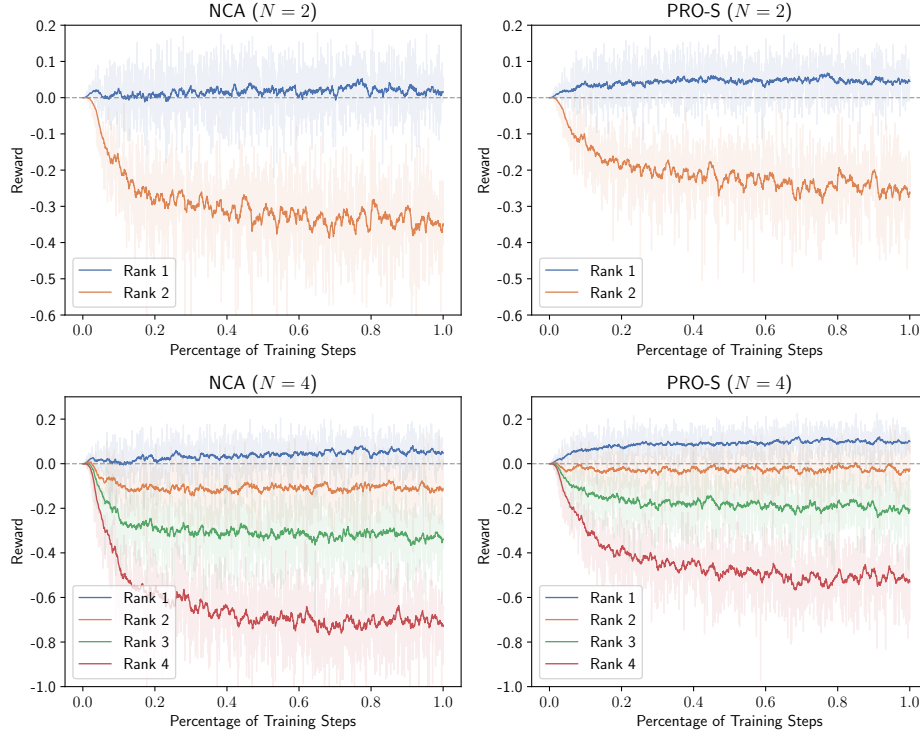 NCA (N = 2)
0.2
0.1
0.0
-0.1
-0.2
-0.3
-0.4
-0.5
-0.6
Reward
Rank 1
Rank 2
0.0 0.2 0.4 0.6 0.8 1.0
Percentage of Training Steps
PRO-S (N = 2)
0.2
0.1
0.0
-0.1
-0.2
-0.3
-0.4
-0.5
-0.6
Reward
Rank 1
Rank 2
0.0 0.2 0.4 0.6 0.8 1.0
Percentage of Training Steps
NCA (N = 4)
0.2
0.0
-0.2
-0.4
-0.6
-0.8
-1.0
Reward
Rank 1
Rank 2
Rank 3
Rank 4
0.0 0.2 0.4 0.6 0.8 1.0
Percentage of Training Steps
PRO-S (N = 4)
0.2
0.0
-0.2
-0.4
-0.6
-0.8
-1.0
Reward
Rank 1
Rank 2
Rank 3
Rank 4
0.0 0.2 0.4 0.6 0.8 1.0
Percentage of Training Steps